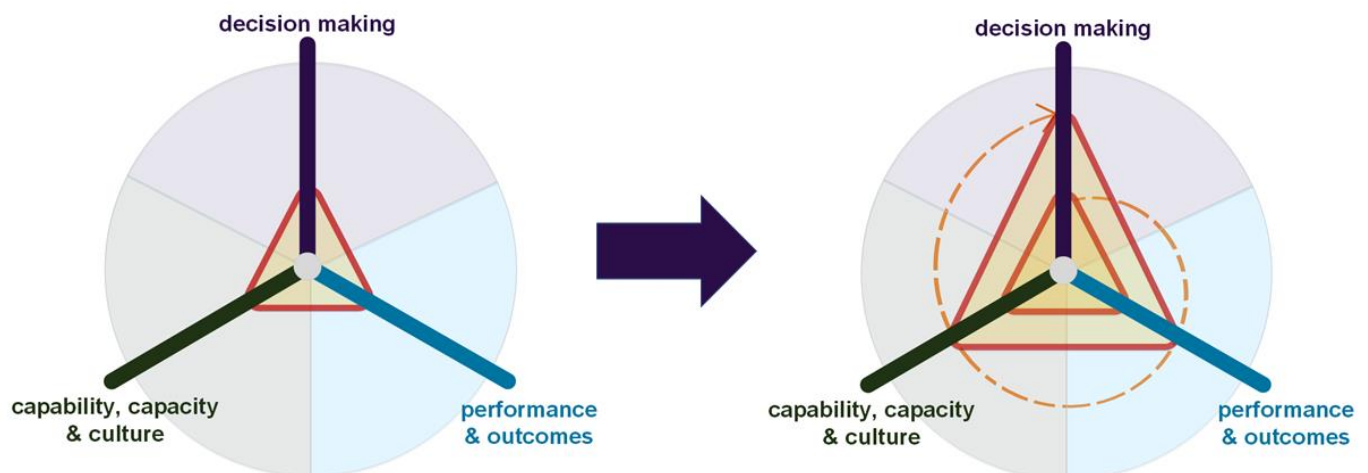 decision making
capability, capacity
& culture
performance
& outcomes
decision making
capability, capacity
& culture
performance
& outcomes